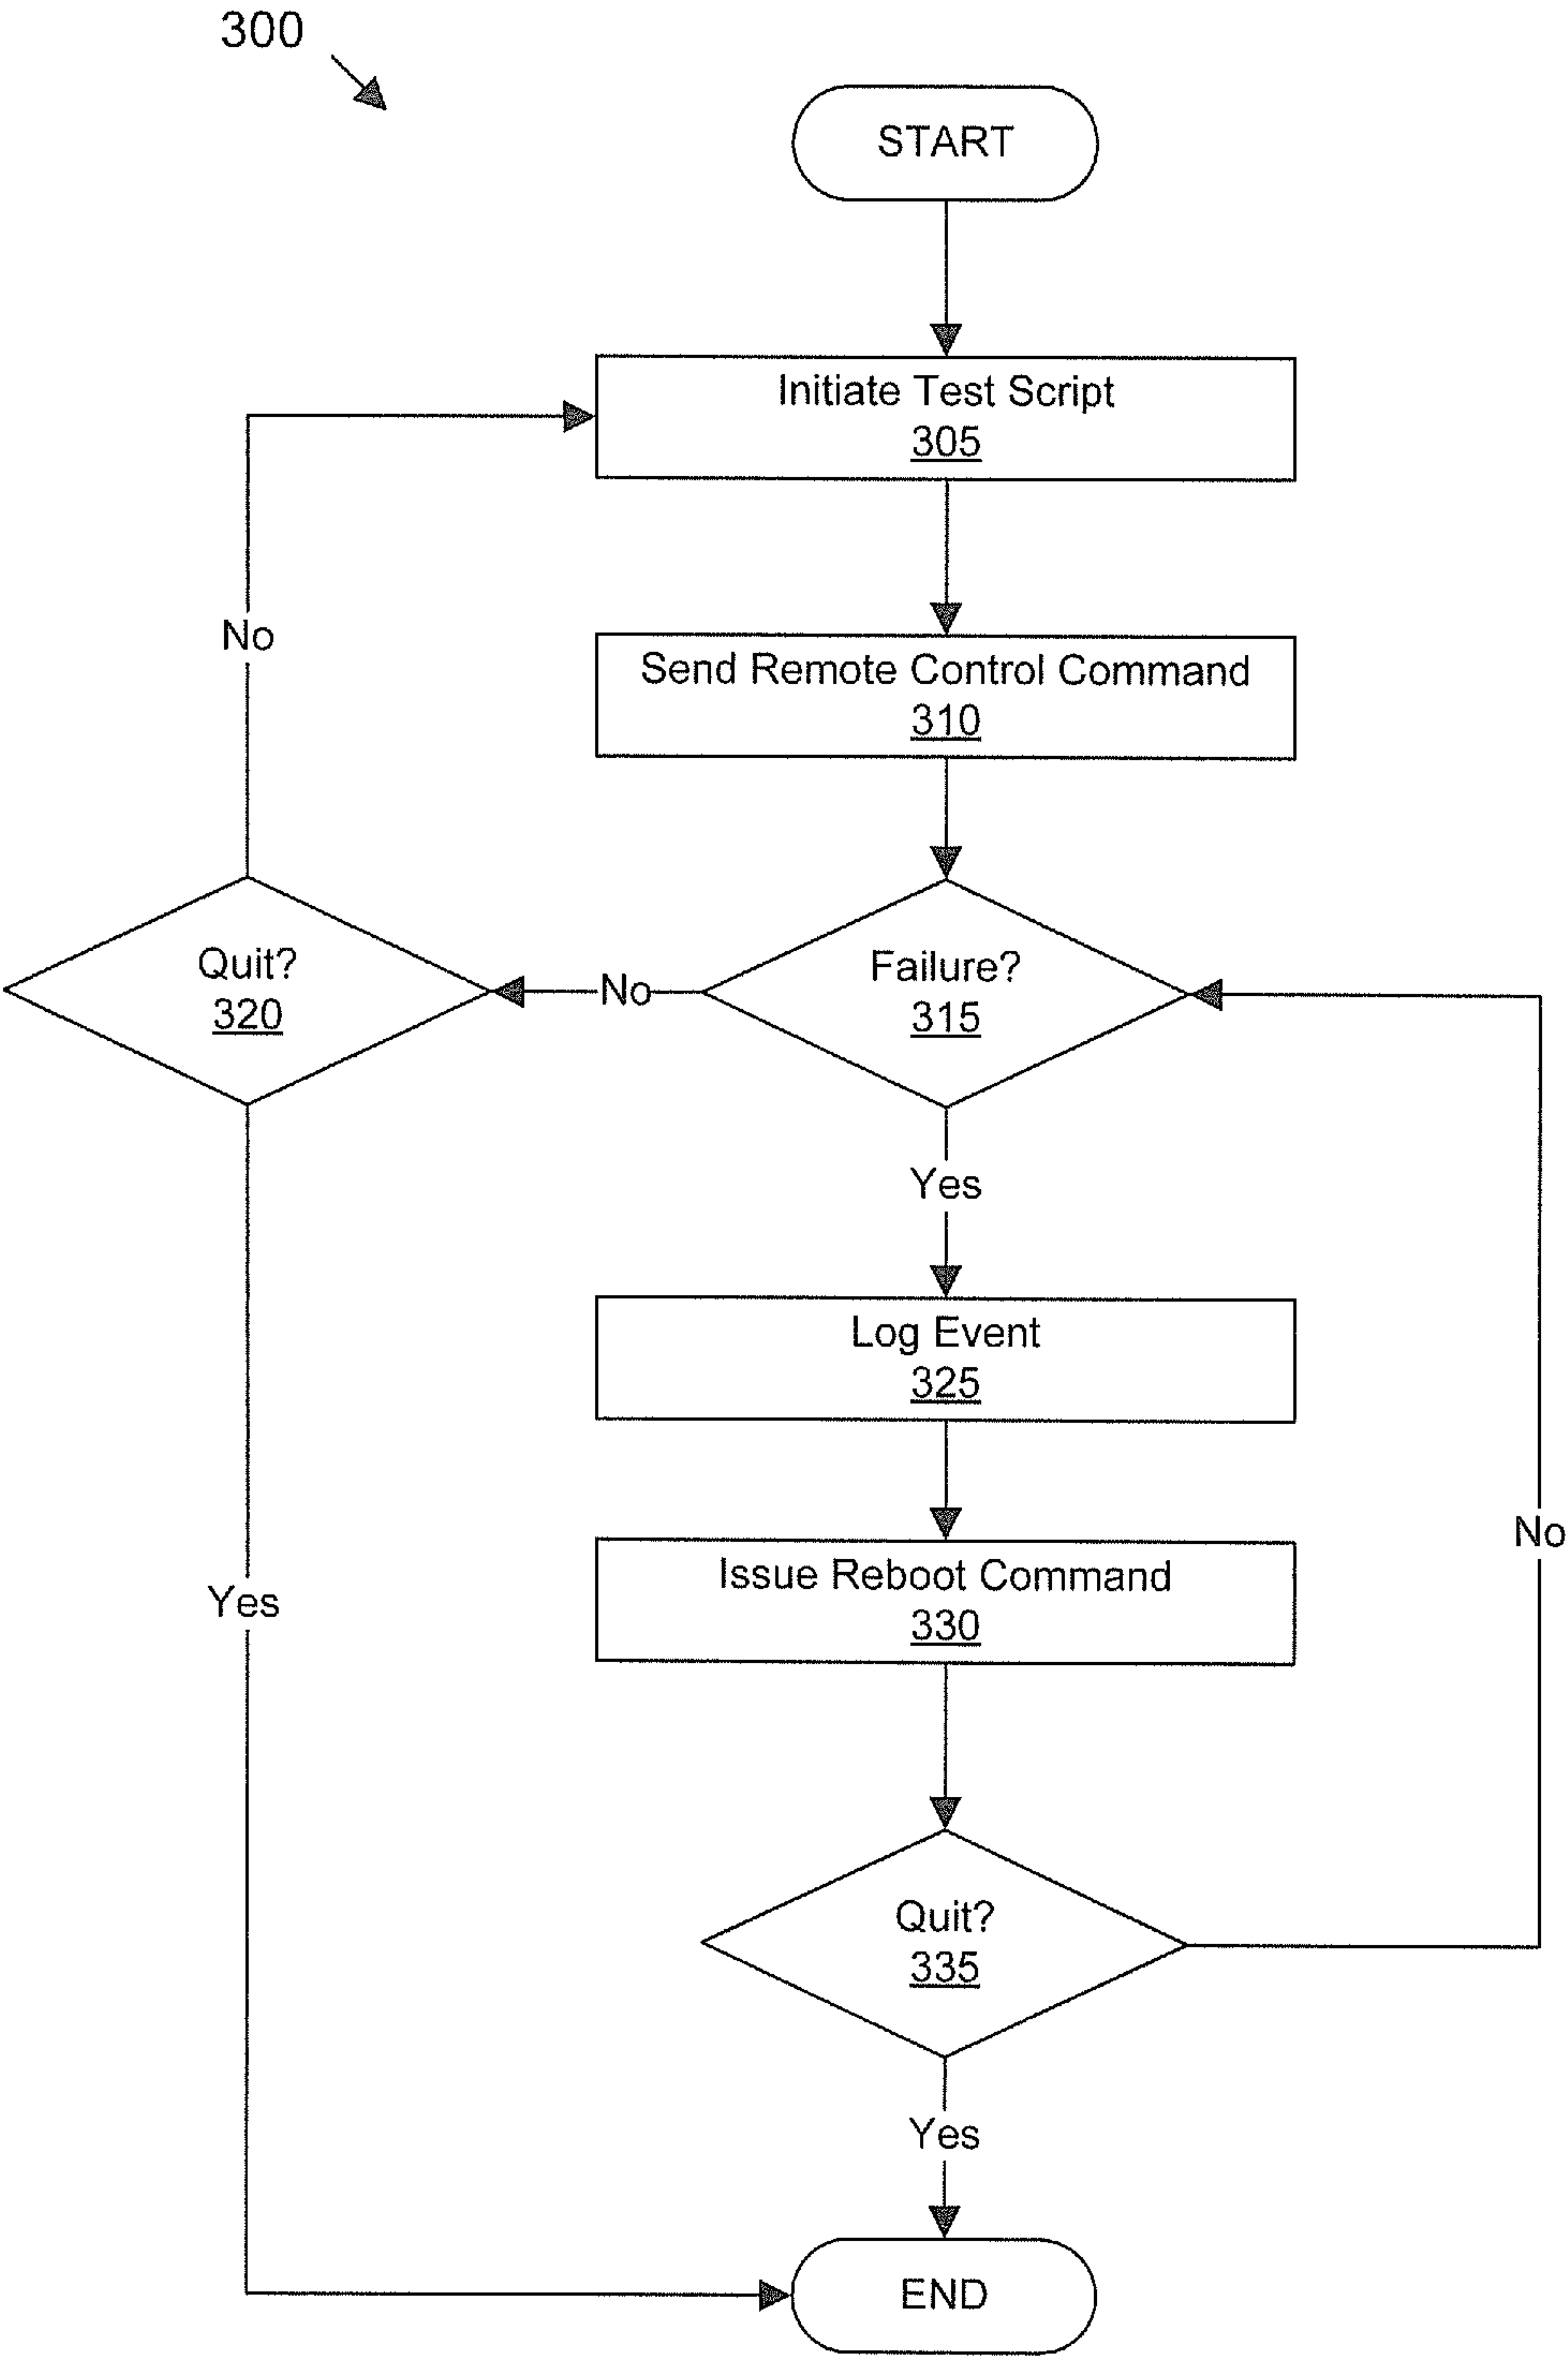 300
START
Initiate Test Script
305
No
Send Remote Control Command
310
Quit?
320
No
Failure?
315
Yes
Log Event
325
No
Issue Reboot Command
330
Yes
Quit?
335
Yes
END